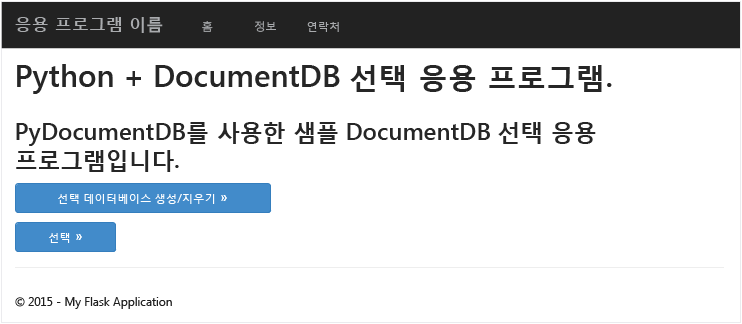 응용 프로그램 이름 홈 정보 연락처
Python + DocumentDB 선택 응용 프로그램.
PyDocumentDB를 사용한 샘플 DocumentDB 선택 응용
프로그램입니다.
선택 데이터베이스 생성/지우기 »
선택 »
© 2015 - My Flask Application